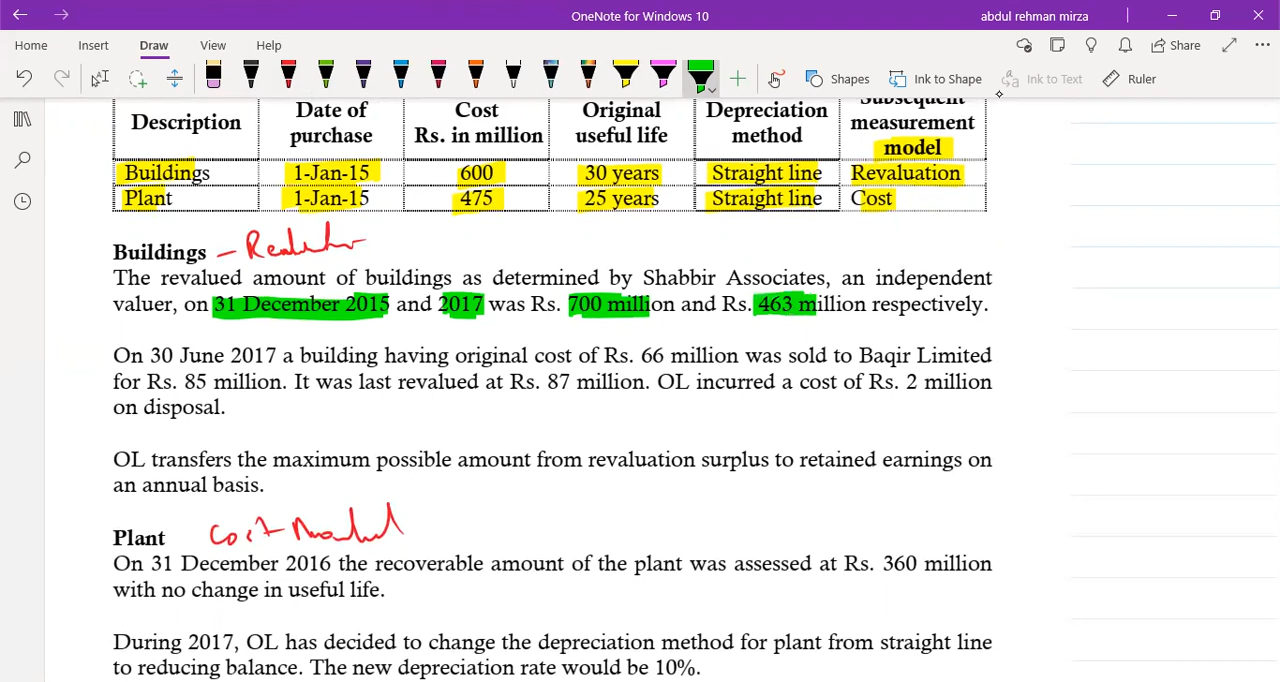 OneNote for Windows 10
abdul rehman mirza
Home Insert Draw View Help
Share
Shapes Ink to Shape Ink to Text Ruler
Description Date of purchase Cost Rs. in million Original useful life Depreciation method Subsequent measurement model
Buildings 1-Jan-15 600 30 years Straight line Revaluation
Plant 1-Jan-15 475 25 years Straight line Cost
Buildings
The revalued amount of buildings as determined by Shabbir Associates, an independent
valuer, on 31 December 2015 and 2017 was Rs. 700 million and Rs. 463 million respectively.
On 30 June 2017 a building having original cost of Rs. 66 million was sold to Baqir Limited
for Rs. 85 million. It was last revalued at Rs. 87 million. OL incurred a cost of Rs. 2 million
on disposal.
OL transfers the maximum possible amount from revaluation surplus to retained earnings on
an annual basis.
Plant Cost Model
On 31 December 2016 the recoverable amount of the plant was assessed at Rs. 360 million
with no change in useful life.
During 2017, OL has decided to change the depreciation method for plant from straight line
to reducing balance. The new depreciation rate would be 10%.